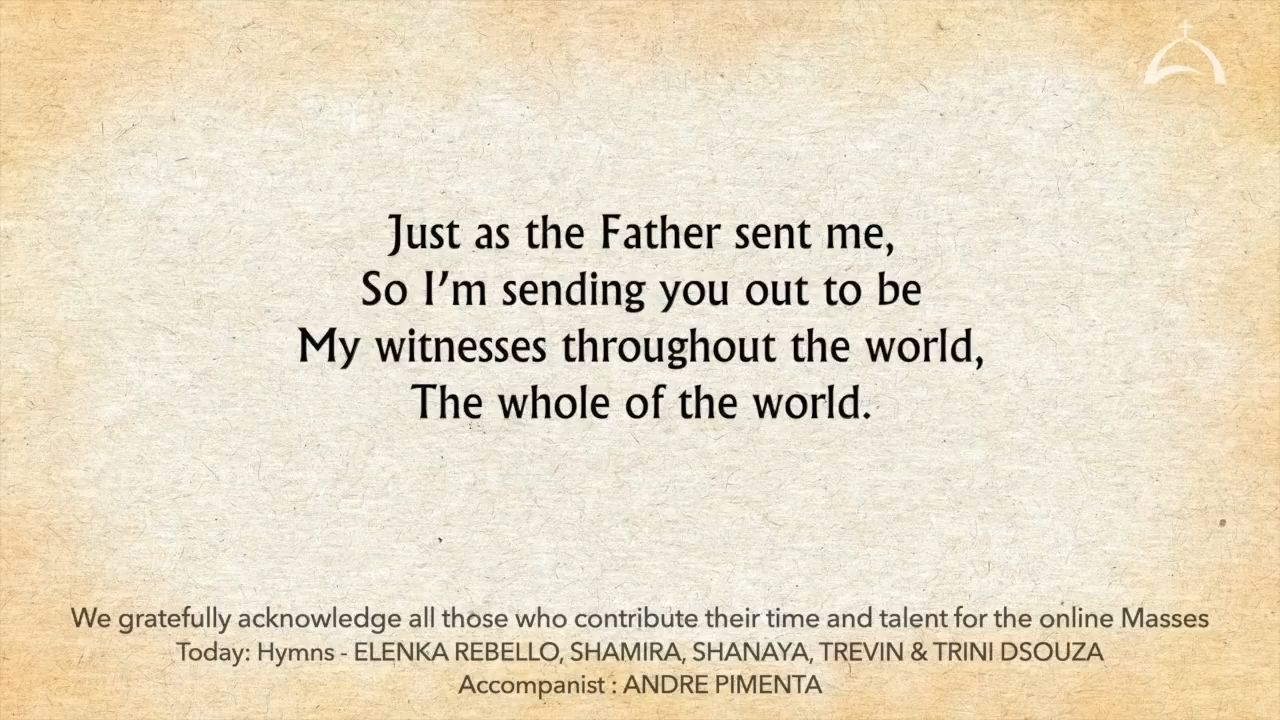 Just as the Father sent me,
So I’m sending you out to be
My witnesses throughout the world,
The whole of the world.
We gratefully acknowledge all those who contribute their time and talent for the online Masses
Today: Hymns - ELENKA REBELLO, SHAMIRA, SHANAYA, TREVIN & TRINI DSOUZA
Accompanist : ANDRE PIMENTA